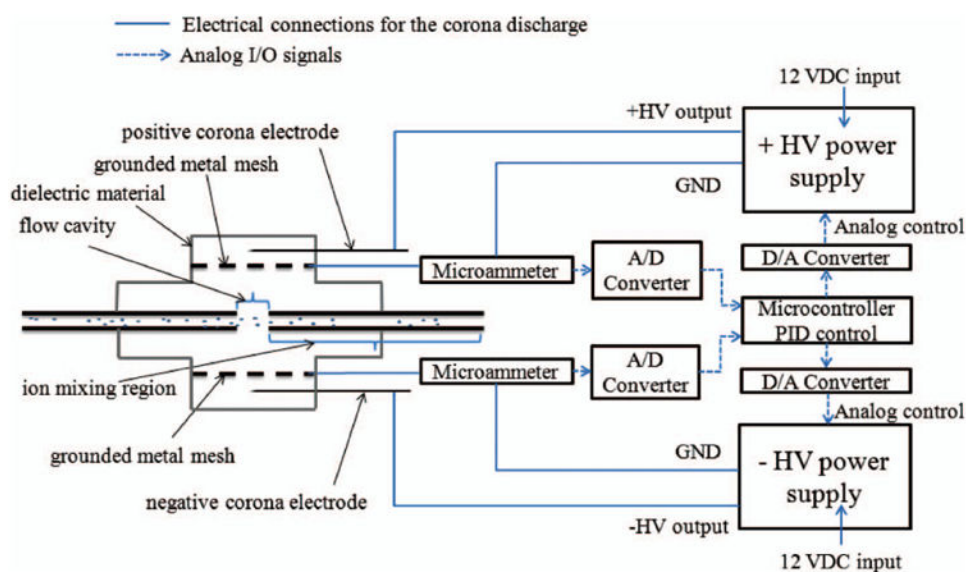 Electrical connections for the corona discharge
Analog I/O signals
12 VDC input
+HV output
positive corona electrode
grounded metal mesh
dielectric material
flow cavity
+ HV power
supply
GND
Analog control
Microammeter
A/D
Converter
D/A Converter
Microcontroller
PID control
ion mixing region
Microammeter
A/D
Converter
D/A Converter
Analog control
grounded metal mesh
GND
- HV power
supply
negative corona electrode
-HV output
12 VDC input